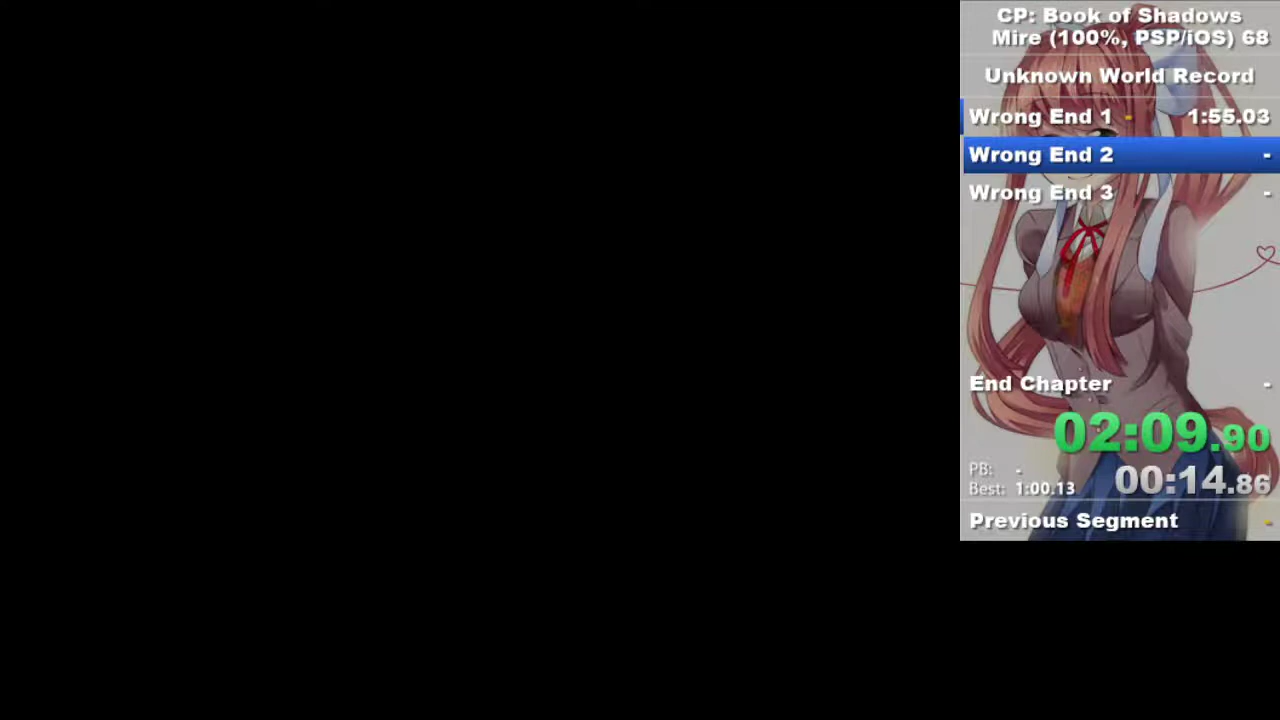 CP: Book of Shadows
Mire (100%, PSP/iOS) 68
Unknown World Record
Wrong End 1 - 1:55.03
Wrong End 2 -
Wrong End 3 -
End Chapter -
02:09.90
PB: -
Best: 1:00.13
00:14.86
Previous Segment -